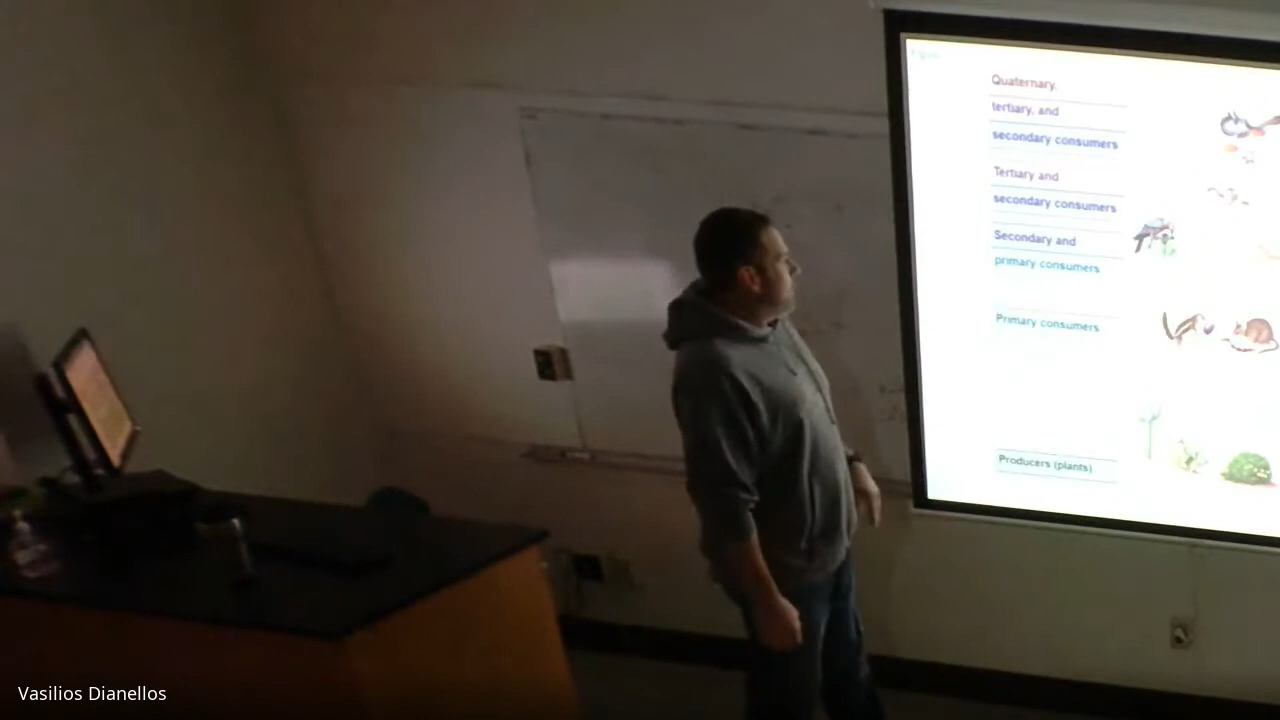 Quaternary,
tertiary, and
secondary consumers
Tertiary and
secondary consumers
Secondary and
primary consumers
Primary consumers
Producers (plants)
Vasilios Dianellos